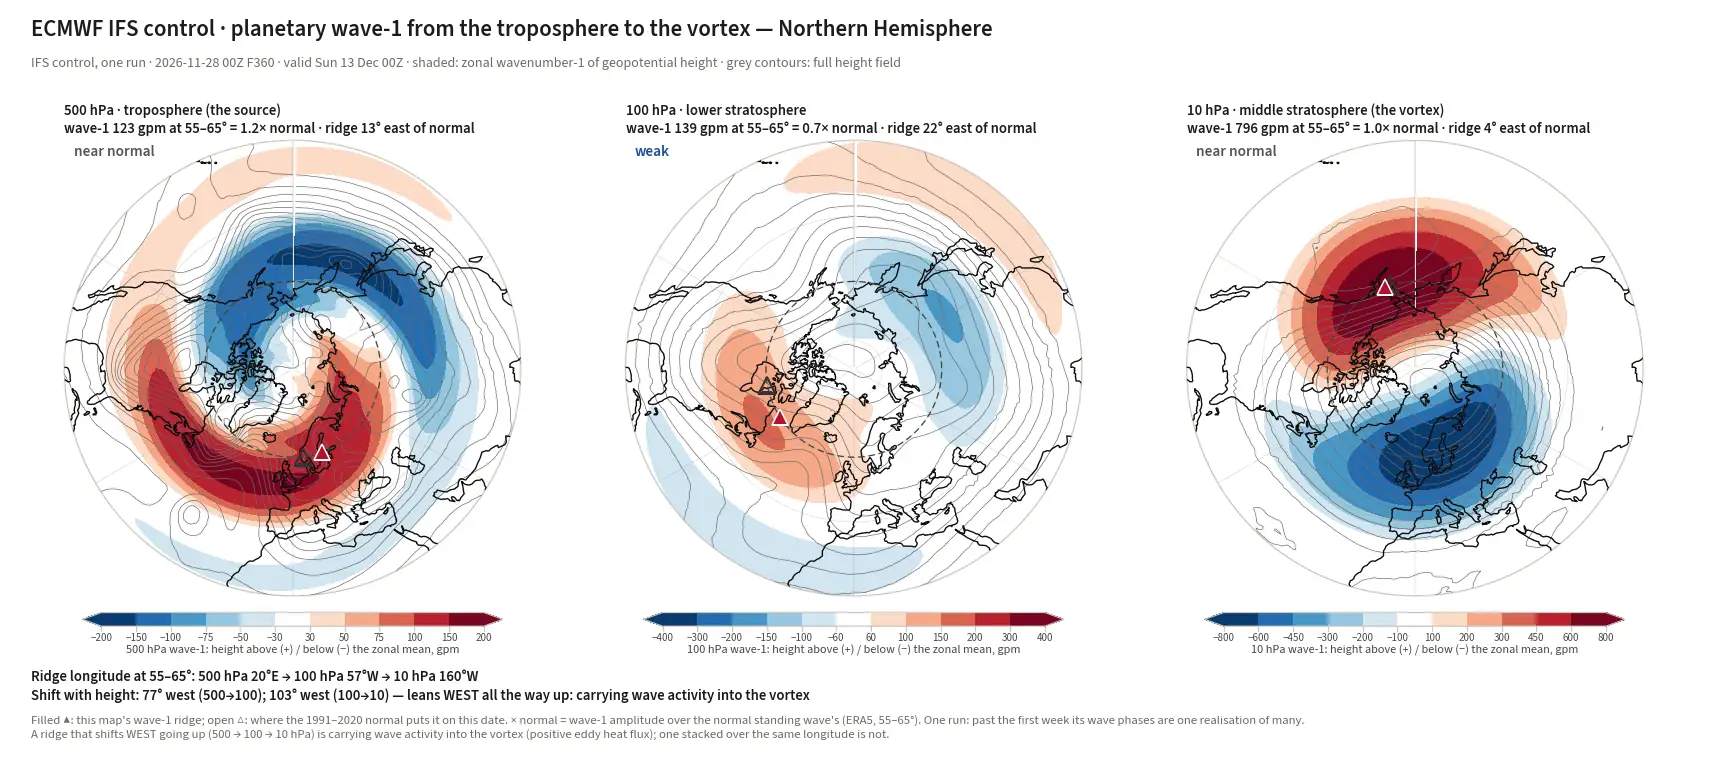 ECMWF IFS control · planetary wave-1 from the troposphere to the vortex — Northern Hemisphere
IFS control, one run · 2026-11-28 00Z F360 · valid Sun 13 Dec 00Z · shaded: zonal wavenumber-1 of geopotential height · grey contours: full height field
500 hPa · troposphere (the source)
wave-1 123 gpm at 55–65° = 1.2× normal · ridge 13° east of normal
near normal
100 hPa · lower stratosphere
wave-1 139 gpm at 55–65° = 0.7× normal · ridge 22° east of normal
weak
10 hPa · middle stratosphere (the vortex)
wave-1 796 gpm at 55–65° = 1.0× normal · ridge 4° east of normal
near normal
−200 −150 −100 −75 −50 −30 30 50 75 100 150 200
500 hPa wave-1: height above (+) / below (−) the zonal mean, gpm
−400 −300 −200 −150 −100 −60 60 100 150 200 300 400
100 hPa wave-1: height above (+) / below (−) the zonal mean, gpm
−800 −600 −450 −300 −200 −100 100 200 300 450 600 800
10 hPa wave-1: height above (+) / below (−) the zonal mean, gpm
Ridge longitude at 55–65°: 500 hPa 20°E → 100 hPa 57°W → 10 hPa 160°W
Shift with height: 77° west (500→100); 103° west (100→10) — leans WEST all the way up: carrying wave activity into the vortex
Filled ▲: this map's wave-1 ridge; open △: where the 1991–2020 normal puts it on this date. × normal = wave-1 amplitude over the normal standing wave's (ERA5, 55–65°). One run: past the first week its wave phases are one realisation of many.
A ridge that shifts WEST going up (500 → 100 → 10 hPa) is carrying wave activity into the vortex (positive eddy heat flux); one stacked over the same longitude is not.